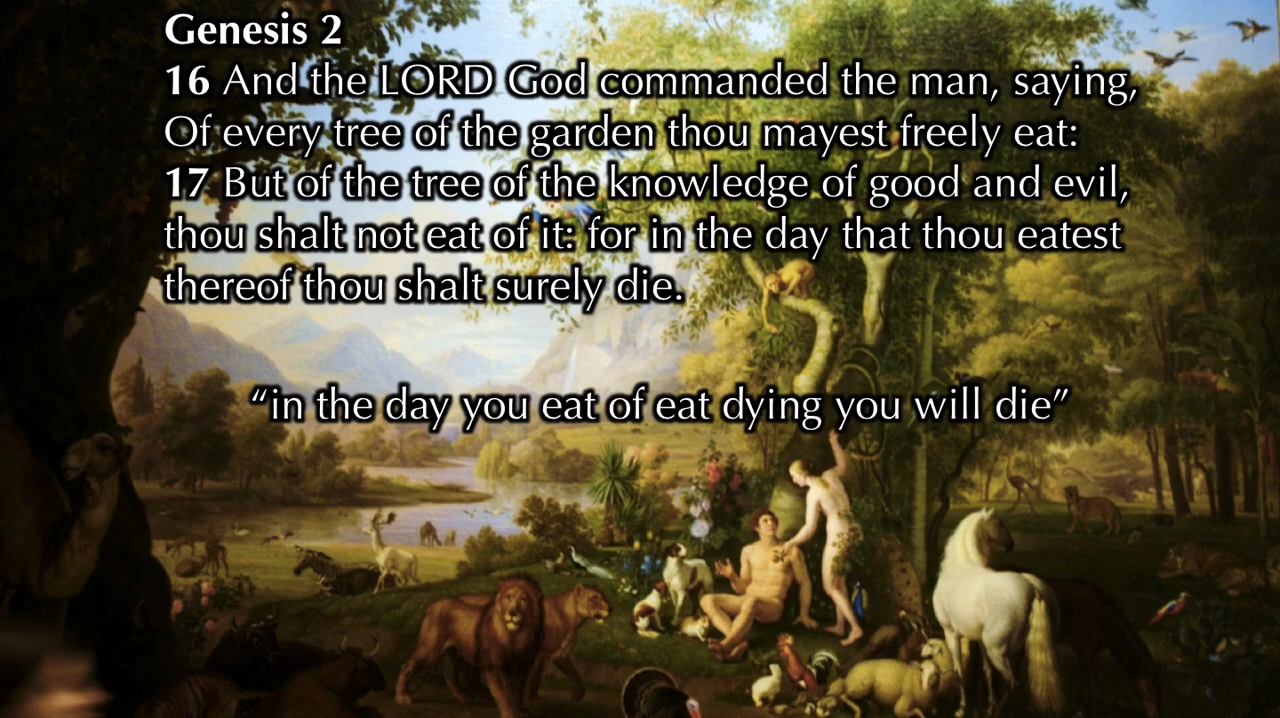 Genesis 2
16 And the LORD God commanded the man, saying,
Of every tree of the garden thou mayest freely eat:
17 But of the tree of the knowledge of good and evil,
thou shalt not eat of it: for in the day that thou eatest
thereof thou shalt surely die.
“in the day you eat of eat dying you will die”